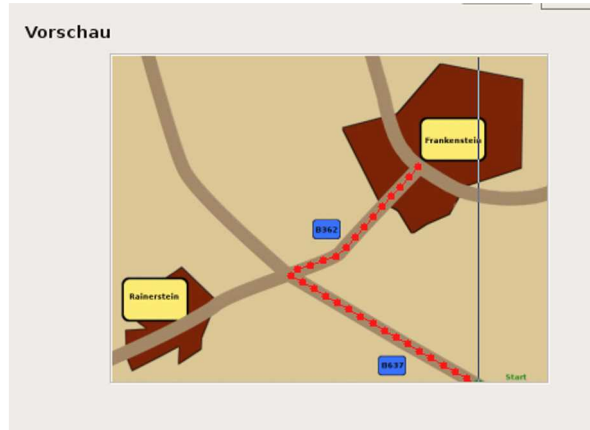 Vorschau
Frankenstein
B362
Rainerstein
B637
Start